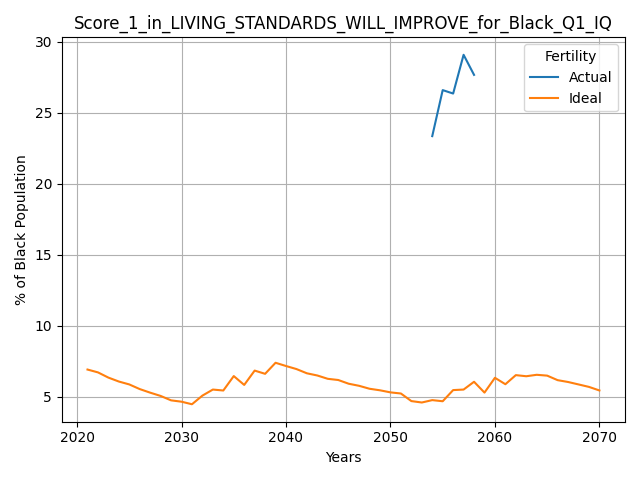 Score_1_in_LIVING_STANDARDS_WILL_IMPROVE_for_Black_Q1_IQ
Fertility
Actual
Ideal
% of Black Population
30
25
20
15
10
5
2020 2030 2040 2050 2060 2070
Years